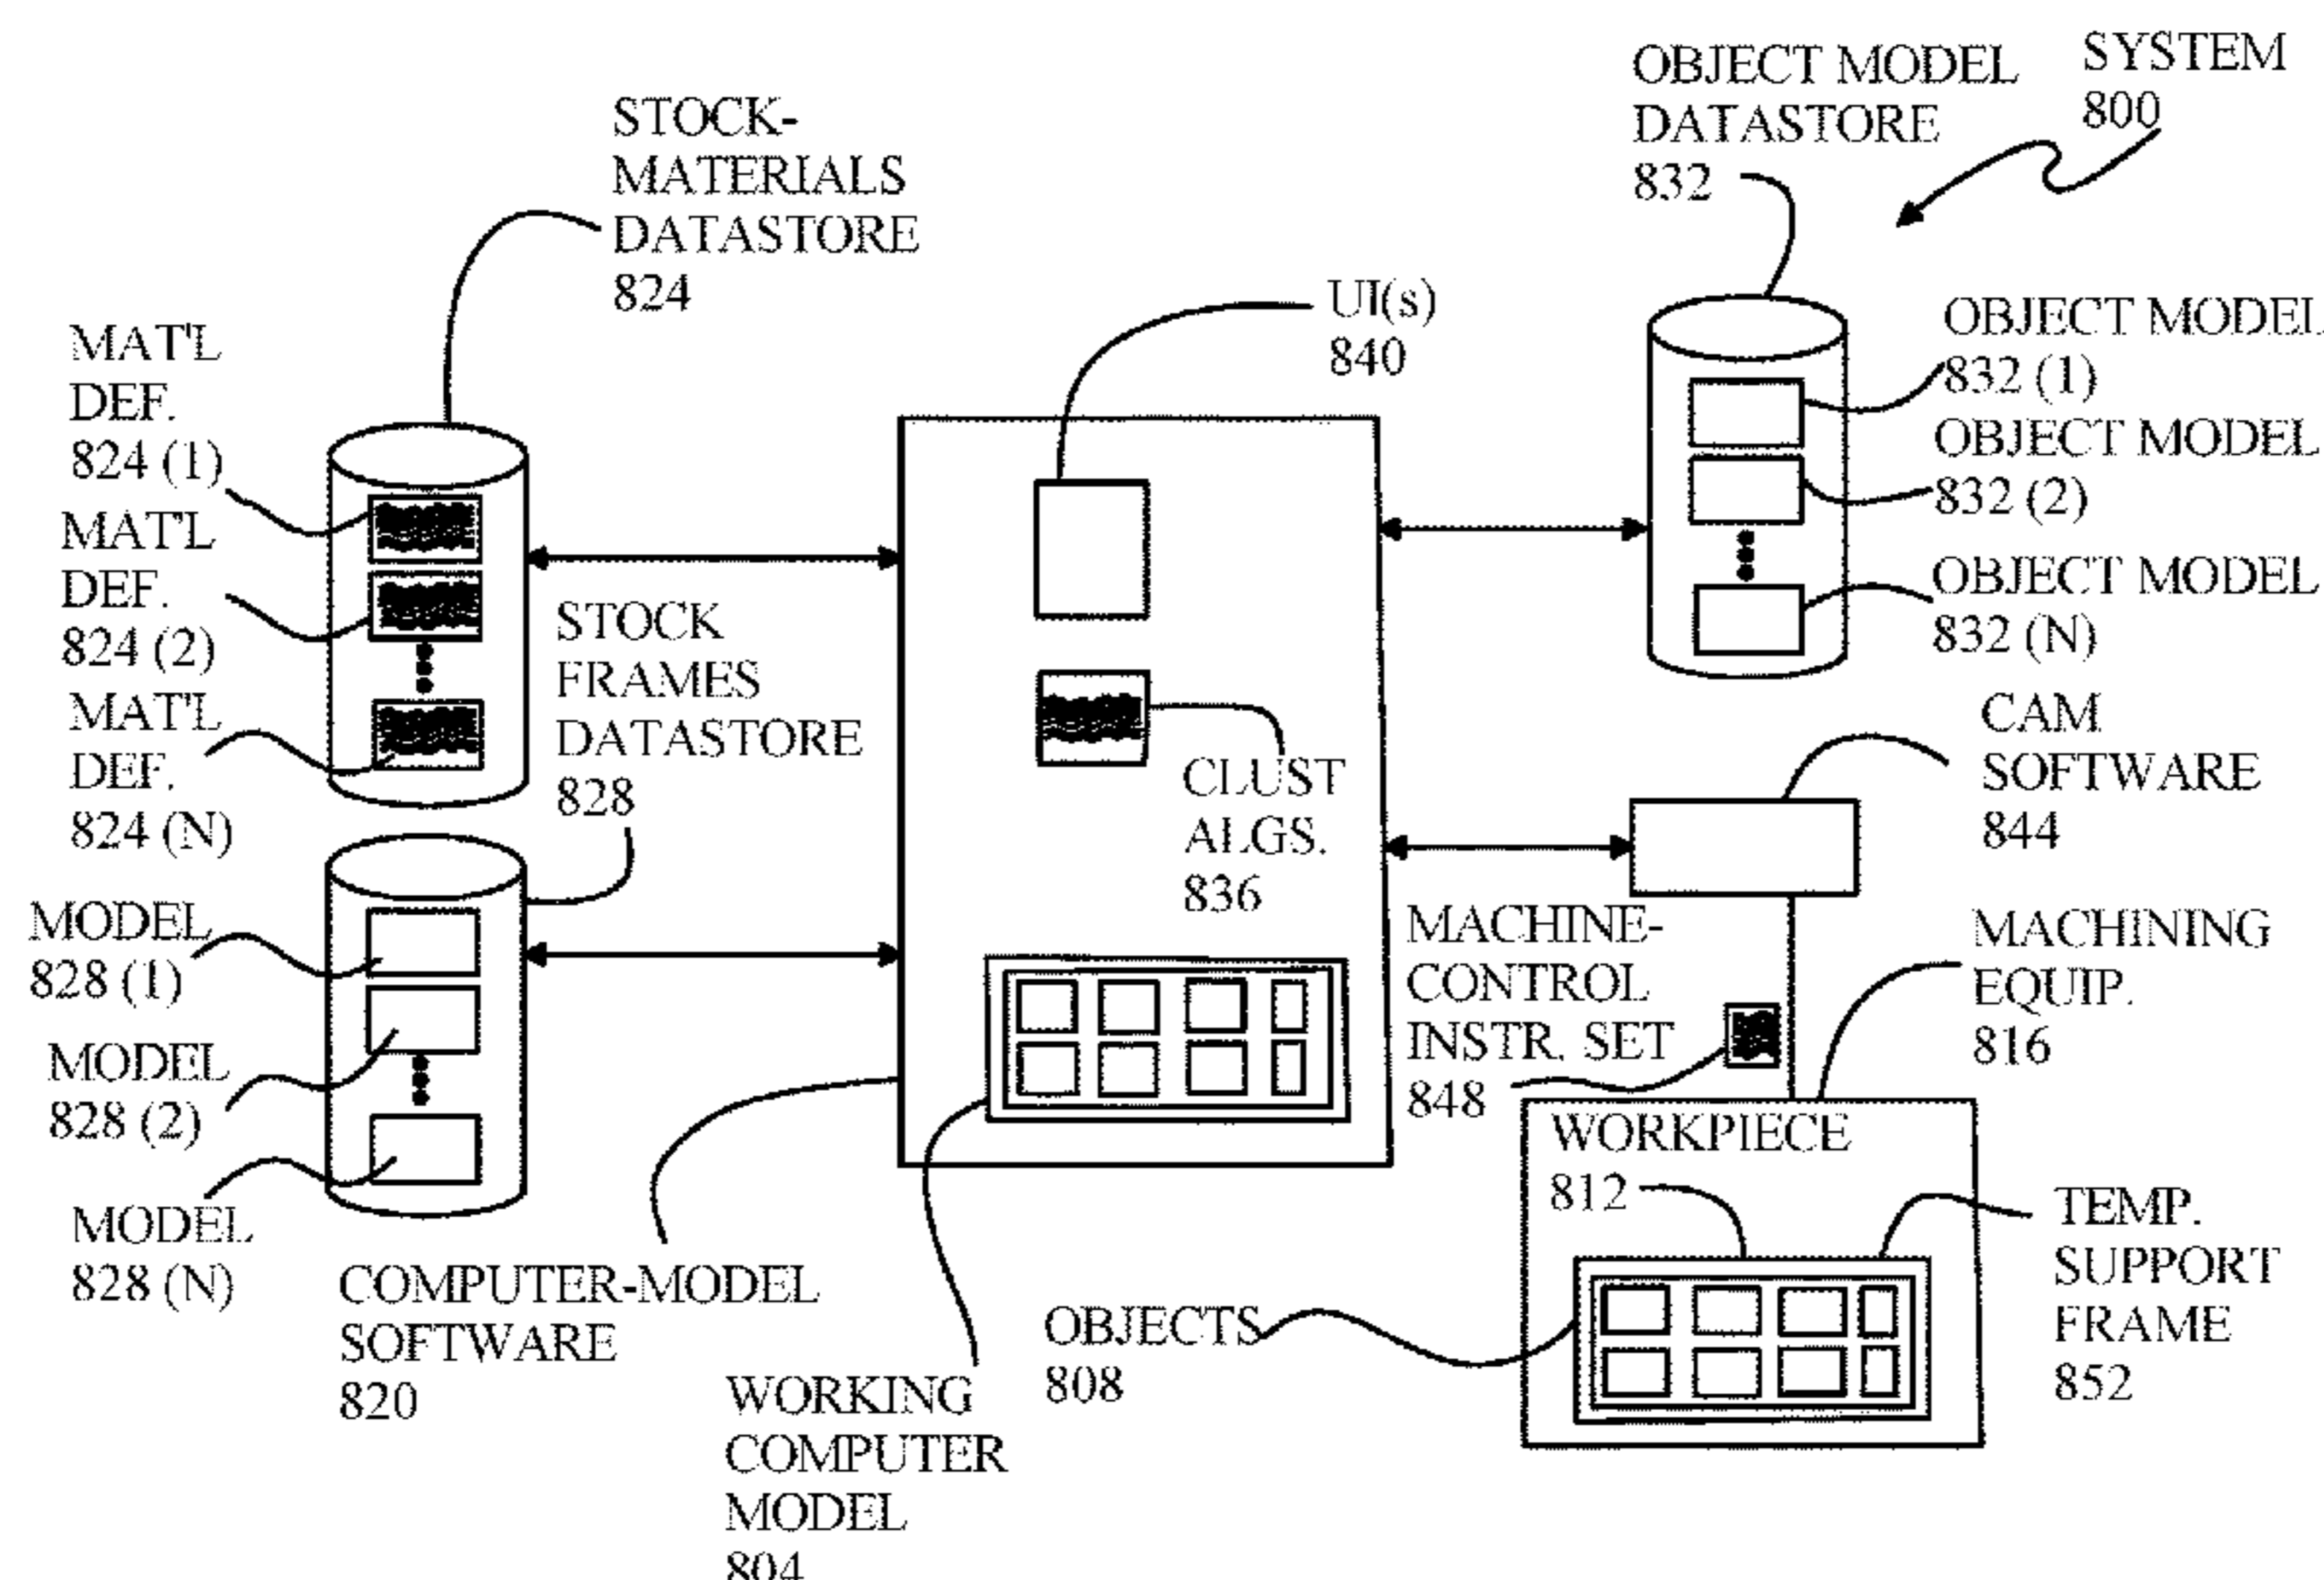 SYSTEM
800
OBJECT MODEL
DATASTORE
832
STOCK-
MATERIALS
DATASTORE
824
UI(s)
840
OBJECT MODEL
832 (1)
OBJECT MODEL
832 (2)
OBJECT MODEL
832 (N)
MAT'L
DEF.
824 (1)
MAT'L
DEF.
824 (2)
MAT'L
DEF.
824 (N)
STOCK
FRAMES
DATASTORE
828
CLUST
ALGS.
836
CAM
SOFTWARE
844
MODEL
828 (1)
MODEL
828 (2)
MODEL
828 (N)
MACHINE-
CONTROL
INSTR. SET
848
MACHINING
EQUIP.
816
WORKPIECE
812
TEMP.
SUPPORT
FRAME
852
COMPUTER-MODEL
SOFTWARE
820
OBJECTS
808
WORKING
COMPUTER
MODEL
804